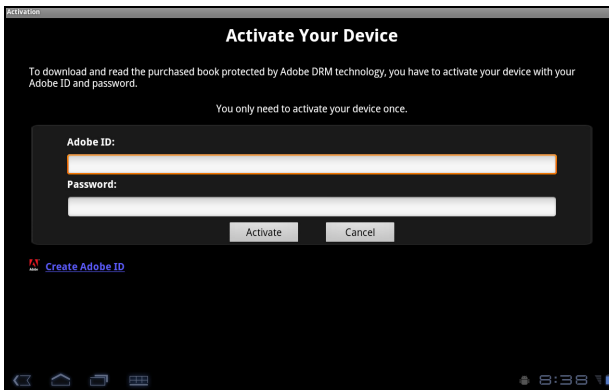 Activation
Activate Your Device
To download and read the purchased book protected by Adobe DRM technology, you have to activate your device with your
Adobe ID and password.
You only need to activate your device once.
Adobe ID:
Password:
Activate Cancel
Create Adobe ID
8:38